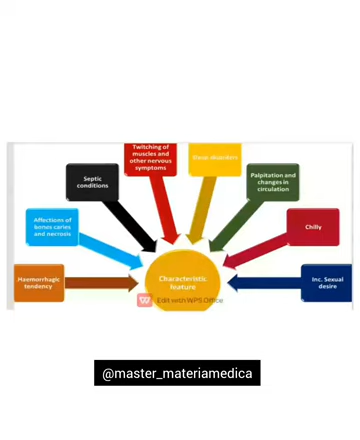 Twitching of
muscles and
other nervous
symptoms
disorders
Septic
conditions
Palpitation and
changes in
circulation
Affections of
bones caries
and necrosis
Chilly
Haemorrhagic
tendency
Characteristic
feature
Inc. Sexual
desire
Edit with WPS Office
@master_materiamedica